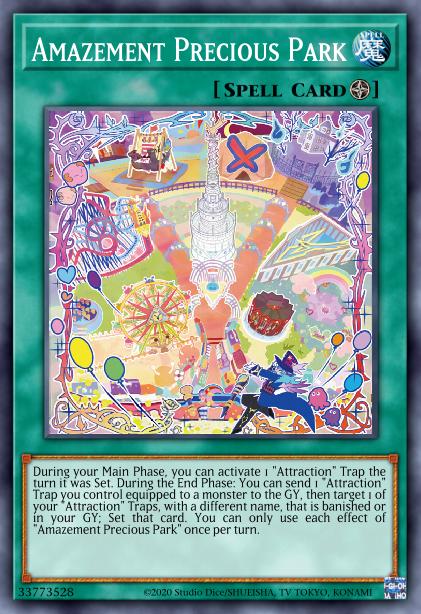 AMAZEMENT PRECIOUS PARK
SPELL
魔
[SPELL CARD]
During your Main Phase, you can activate 1 "Attraction" Trap the
turn it was Set. During the End Phase: You can send 1 "Attraction"
Trap you control equipped to a monster to the GY, then target 1 of
your "Attraction" Traps, with a different name, that is banished or
in your GY; Set that card. You can only use each effect of
"Amazement Precious Park" once per turn.
33773528
©2020 Studio Dice/SHUEISHA, TV TOKYO, KONAMI